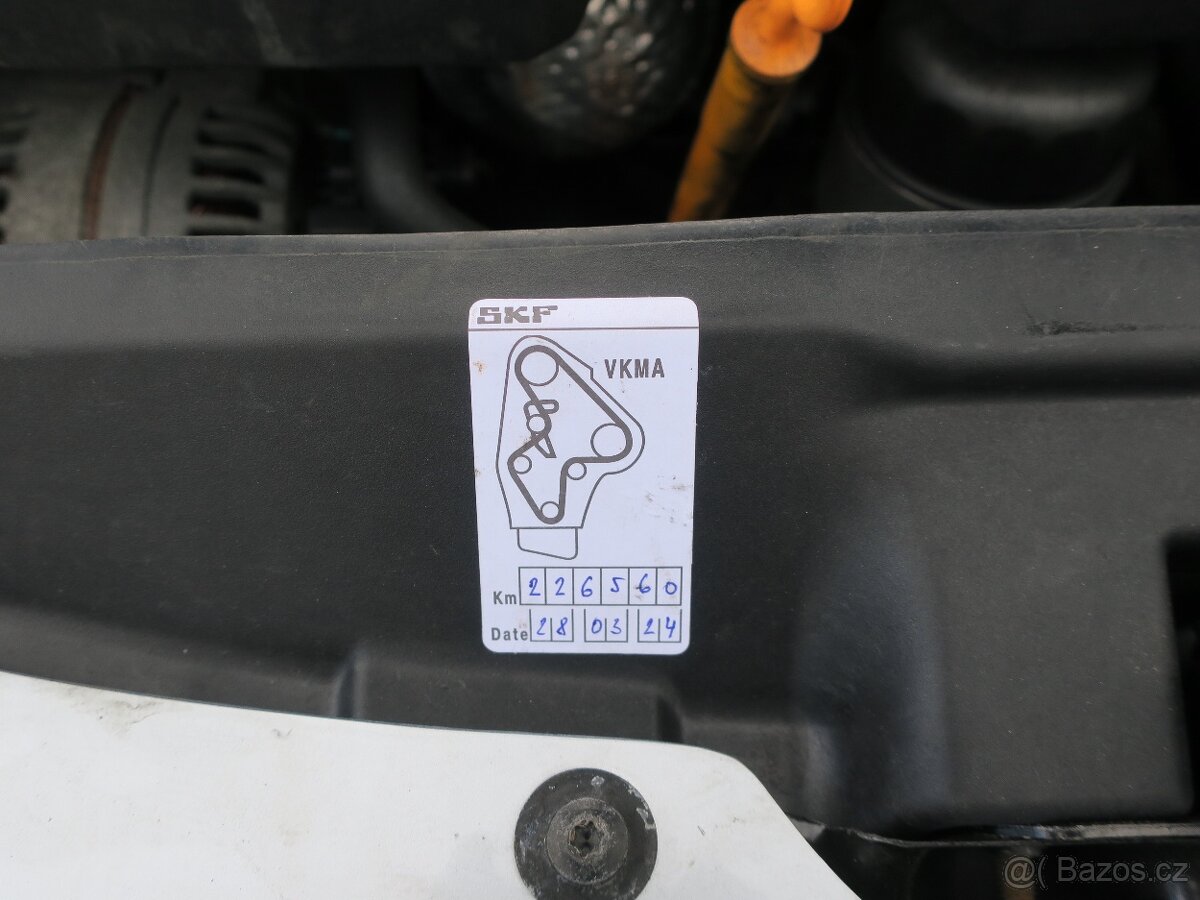 SKF
VKMA
Km 226560
Date 28 03 24
@( Bazos.cz